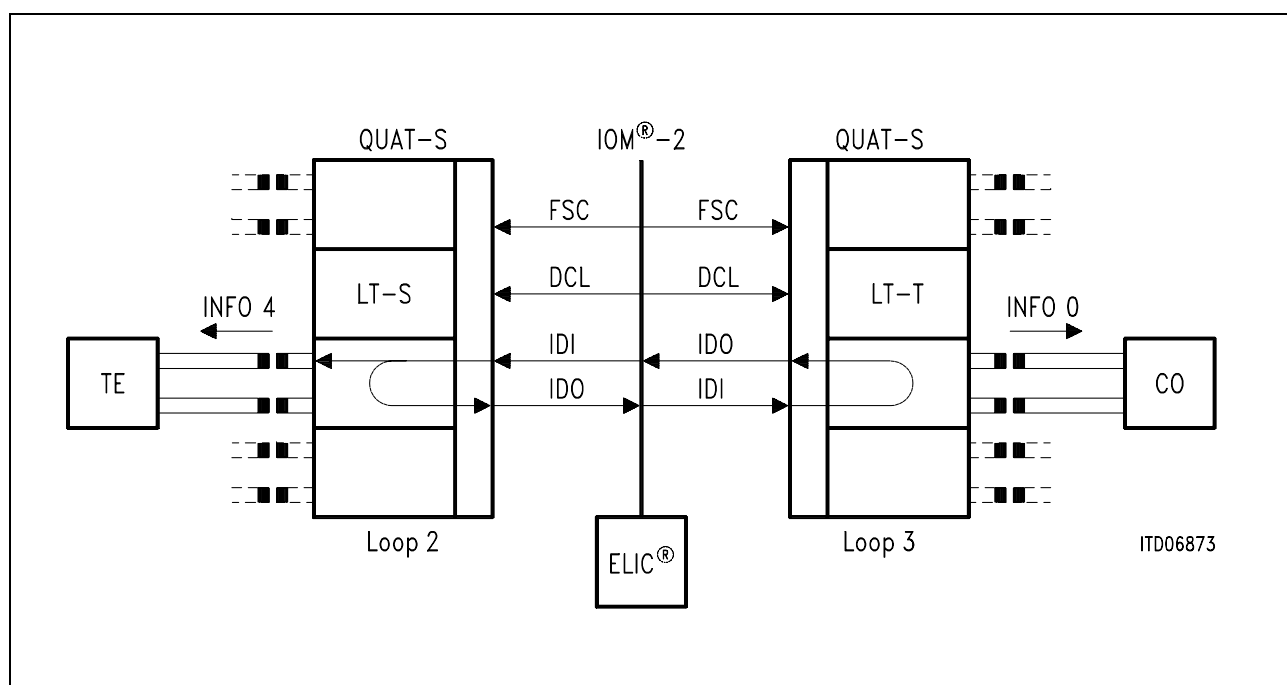 QUAT-S IOM®-2 QUAT-S
FSC FSC
LT-S DCL DCL LT-T
INFO 4 INFO 0
IDI IDO
TE CO
IDO IDI
Loop 2 Loop 3
ELIC®
ITD06873